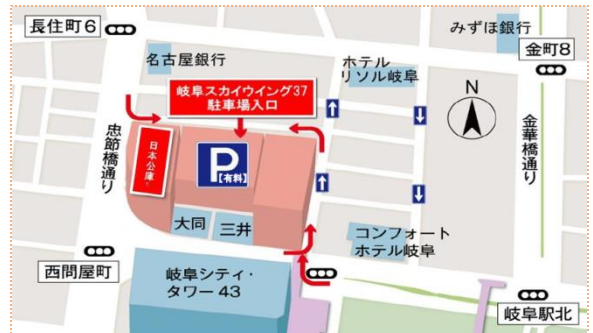 長住町6
みずほ銀行
金町8
名古屋銀行
ホテル
リソル岐阜
岐阜スカイウイング37
駐車場入口
N
忠節橋通り
日本公庫
P
【有料】
金華橋通り
大同
三井
コンフォート
ホテル岐阜
西問屋町
岐阜シティ・
タワー43
岐阜駅北